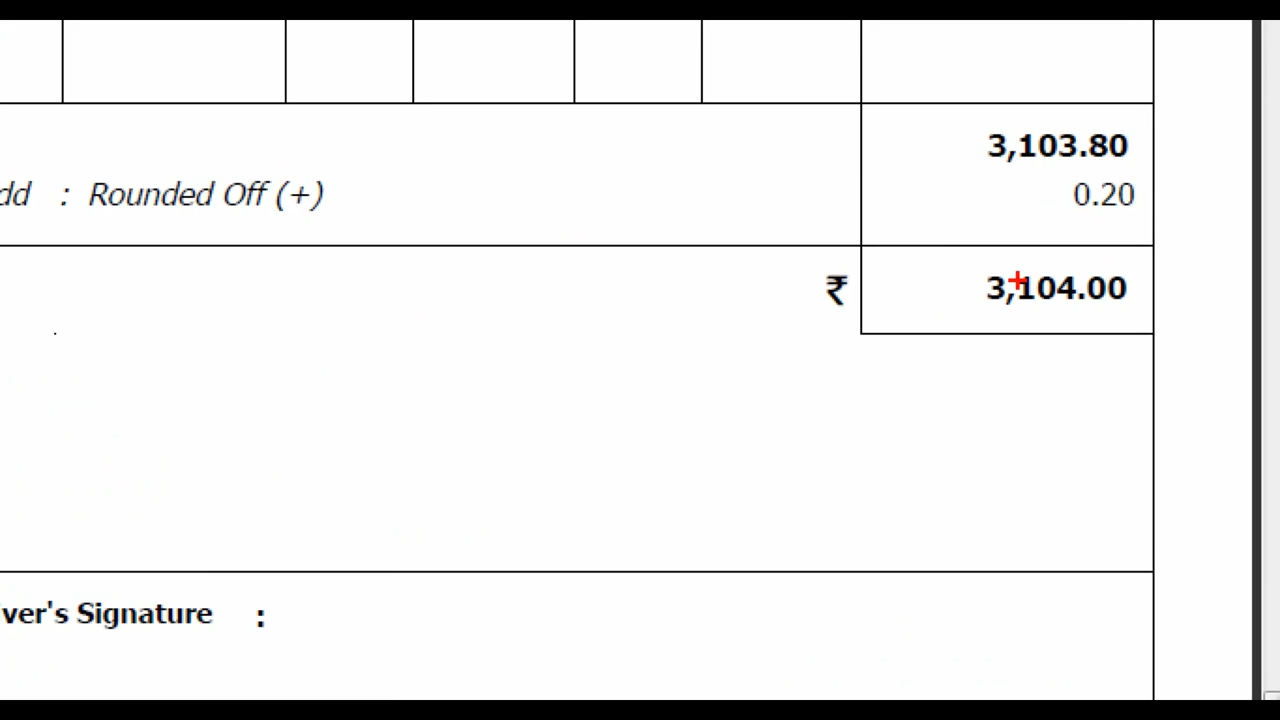 3,103.80
dd : Rounded Off (+) 0.20
₹ 3,104.00
ver's Signature :